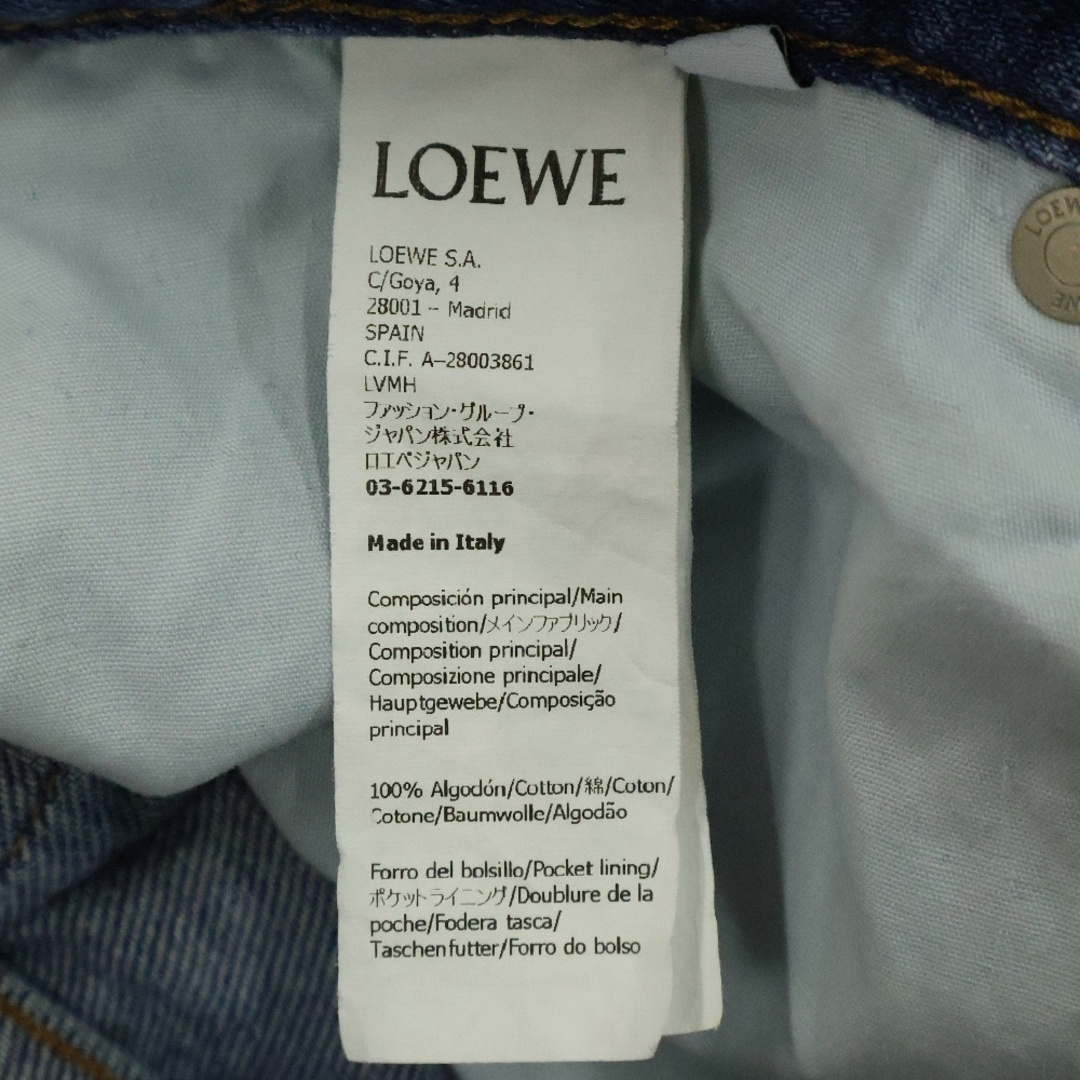 LOEWE
LOEWE S.A.
C/Goya, 4
28001 - Madrid
SPAIN
C.I.F. A-28003861
LVMH
ファッション・グループ・
ジャパン株式会社
ロエベジャパン
03-6215-6116
Made in Italy
Composición principal/Main
composition/メインファブリック/
Composition principal/
Composizione principale/
Hauptgewebe/Composição
principal
100% Algodón/Cotton/綿/Coton/
Cotone/Baumwolle/Algodão
Forro del bolsillo/Pocket lining/
ポケットライニング/Doublure de la
poche/Fodera tasca/
Taschenfutter/Forro do bolso